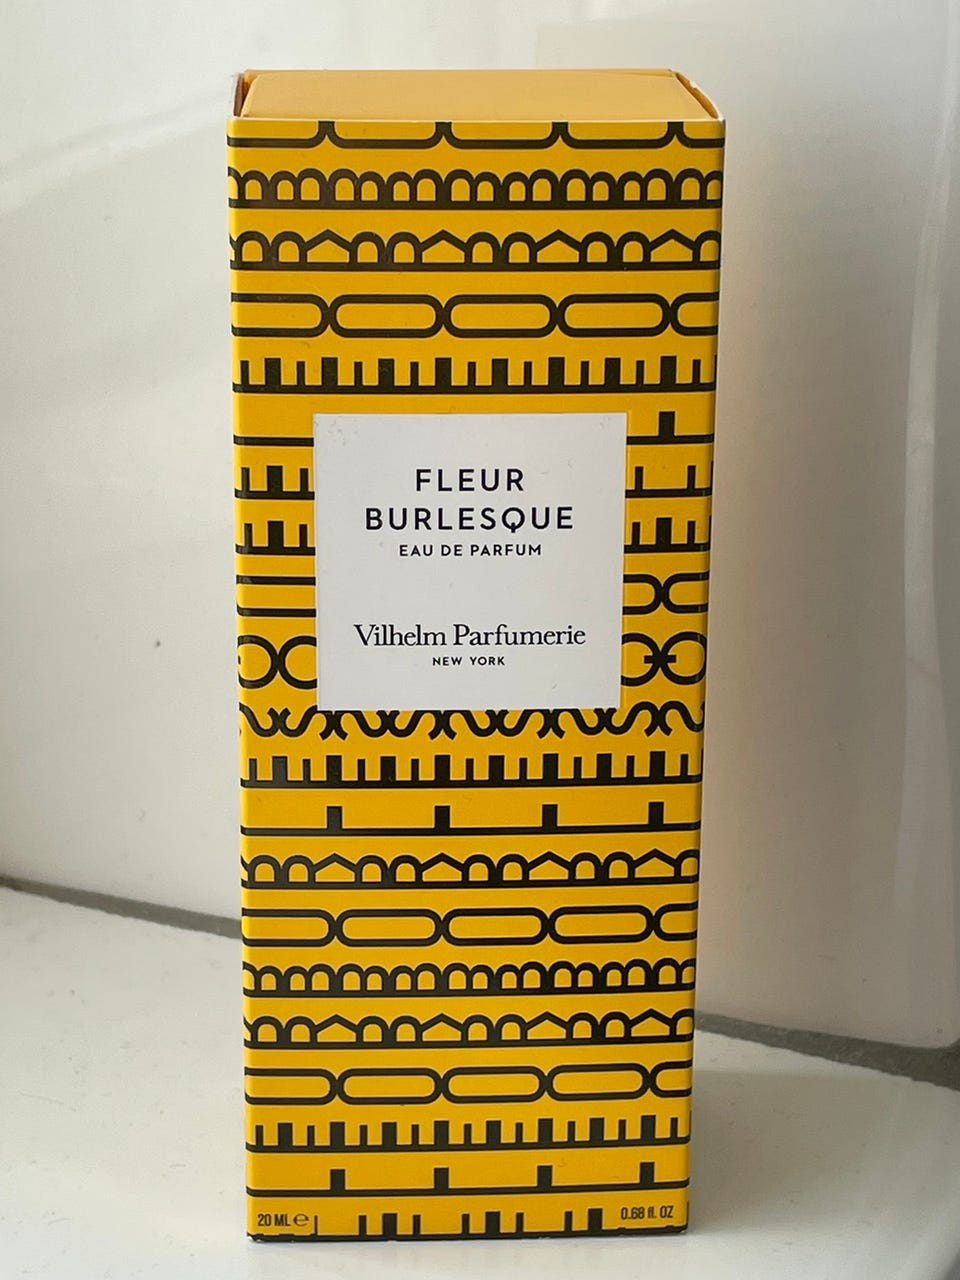 FLEUR
BURLESQUE
EAU DE PARFUM
Vilhelm Parfumerie
NEW YORK
20 ML ℮
0.68 fl. OZ